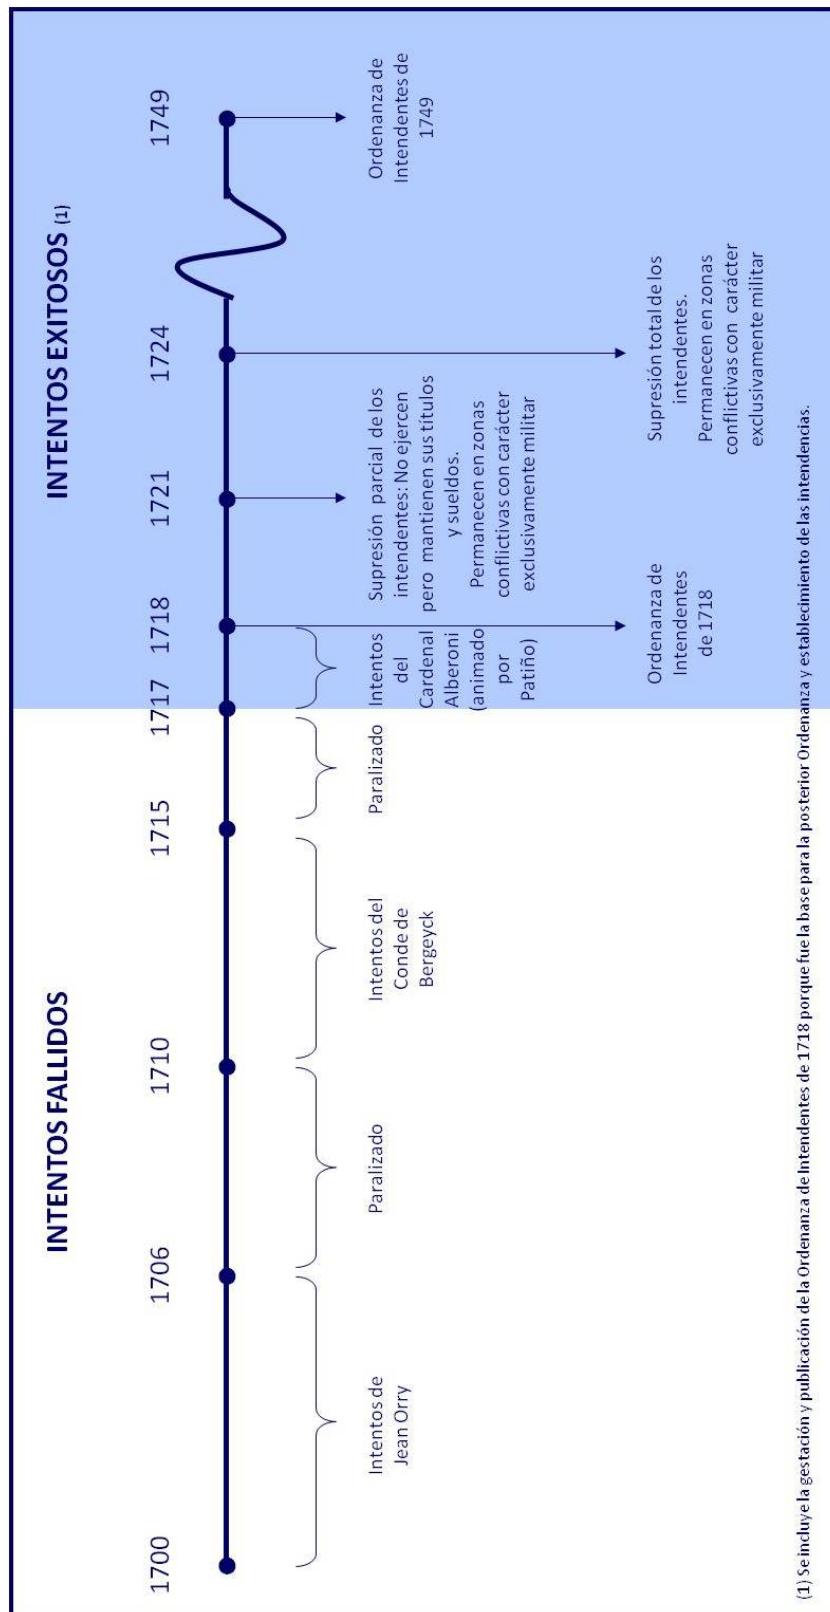 INTENTOS FALLIDOS
INTENTOS EXITOSOS (1)
1700
1706
1710
1715
1717
1718
1721
1724
1749
Intentos de
Jean Orry
Paralizado
Intentos del
Conde de
Bergeyck
Paralizado
Intentos
del
Cardenal
Alberoni
(animado
por
Patiño)
Ordenanza de
Intendentes
de 1718
Supresión parcial de los
intendentes: No ejercen
pero mantienen sus títulos
y sueldos.
Permanecen en zonas
conflictivas con carácter
exclusivamente militar
Supresión total de los
intendentes.
Permanecen en zonas
conflictivas con carácter
exclusivamente militar
Ordenanza de
Intendentes de
1749
(1) Se incluye la gestación y publicación de la Ordenanza de Intendentes de 1718 porque fue la base para la posterior Ordenanza y establecimiento de las intendencias.